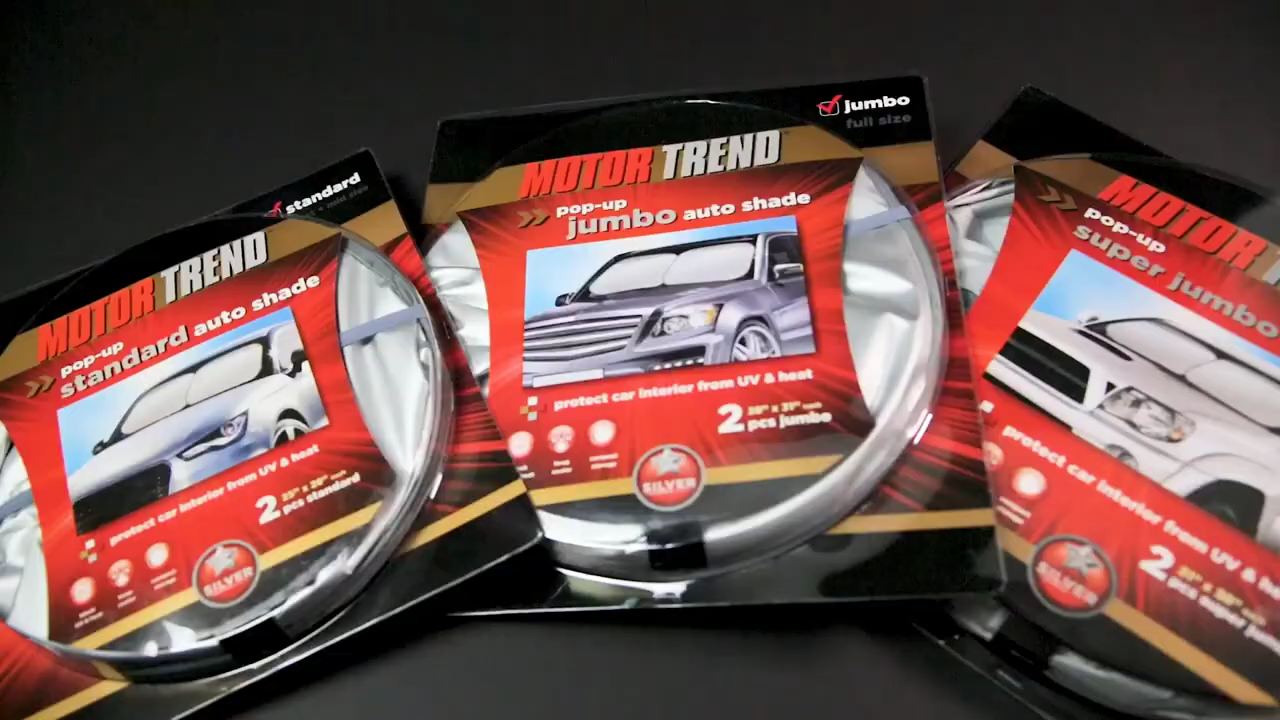 standard
MOTOR TREND
pop-up
standard auto shade
protect car interior from UV & heat
2 pcs standard
SILVER
jumbo
full size
MOTOR TREND
pop-up
jumbo auto shade
protect car interior from UV & heat
2 pcs jumbo
SILVER
MOTOR
pop-up
super jumbo
protect car interior from UV &
2 pcs super
SILVER